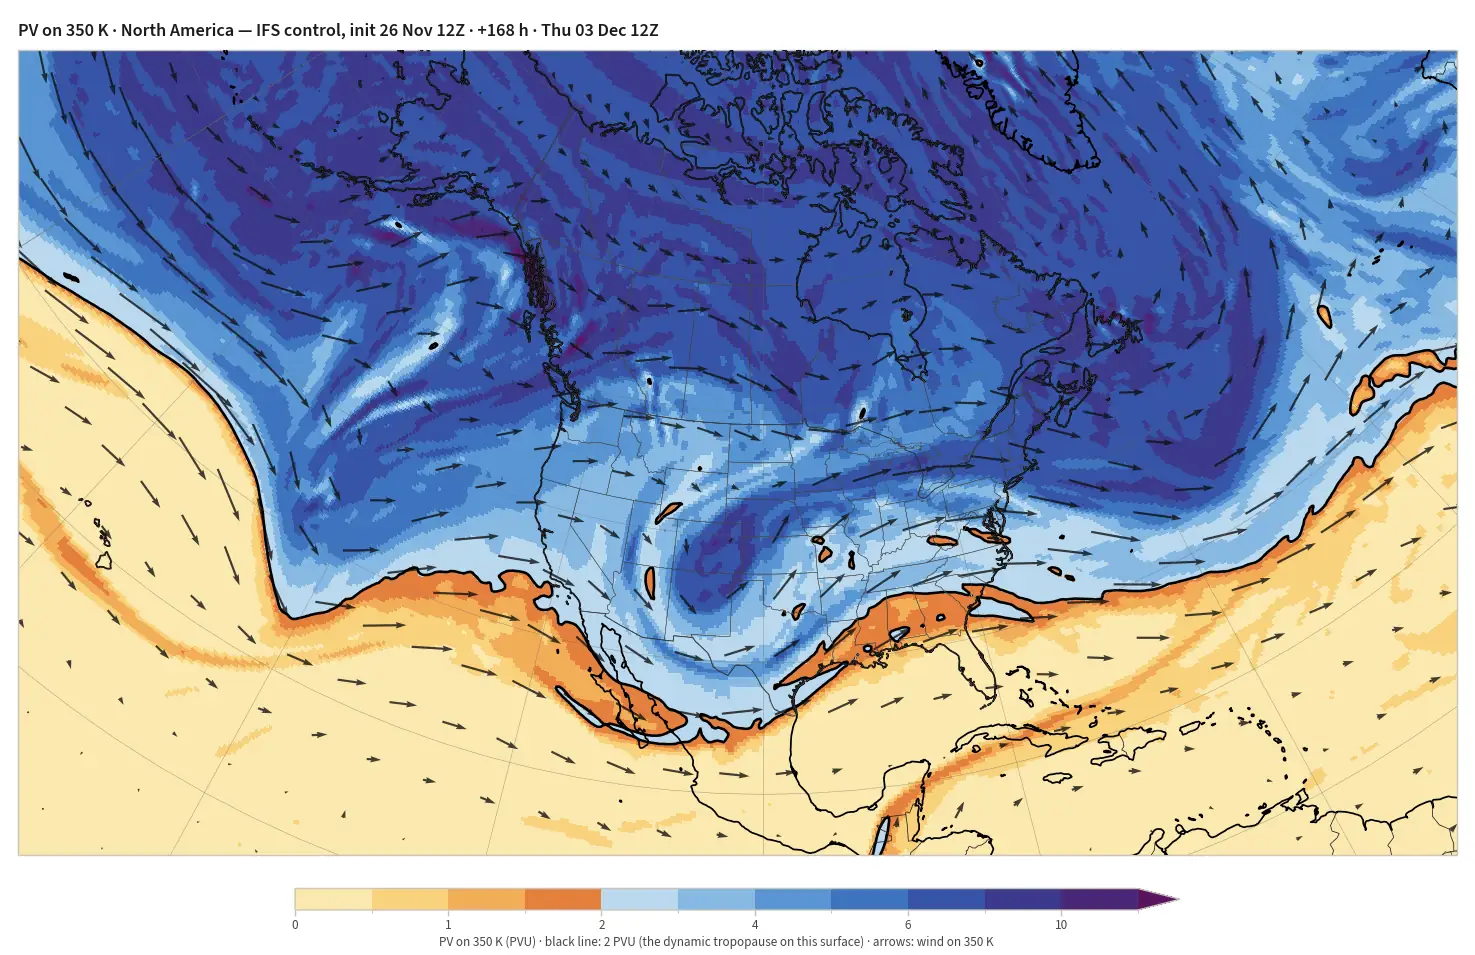 PV on 350 K · North America — IFS control, init 26 Nov 12Z · +168 h · Thu 03 Dec 12Z
0 1 2 4 6 10
PV on 350 K (PVU) · black line: 2 PVU (the dynamic tropopause on this surface) · arrows: wind on 350 K